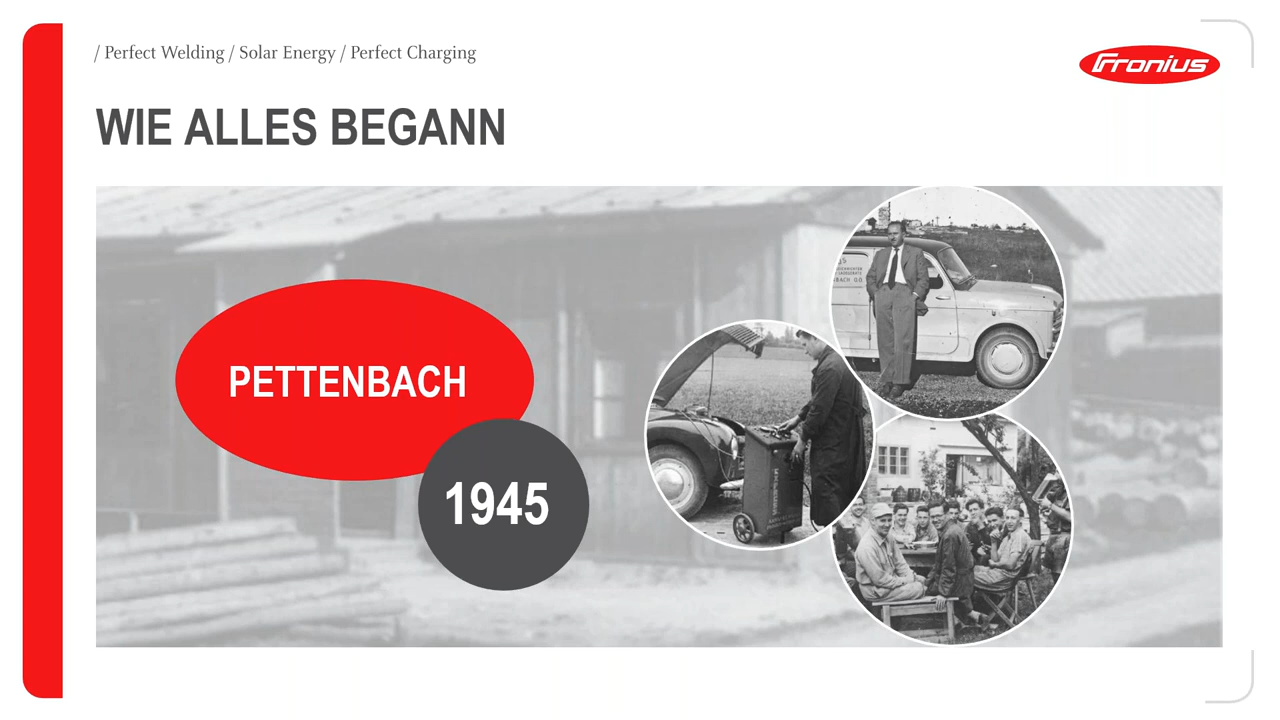 / Perfect Welding / Solar Energy / Perfect Charging
Fronius
WIE ALLES BEGANN
PETTENBACH
1945